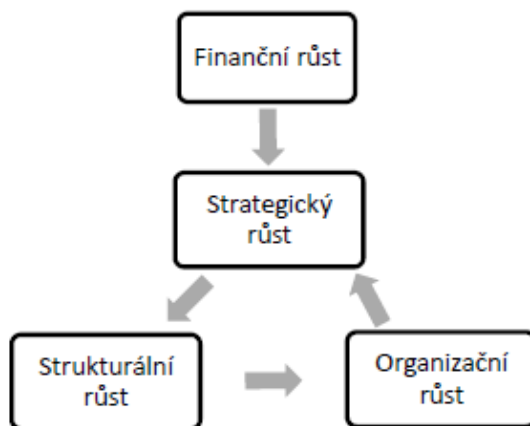 Finanční růst
Strategický
růst
Strukturální
růst
Organizační
růst